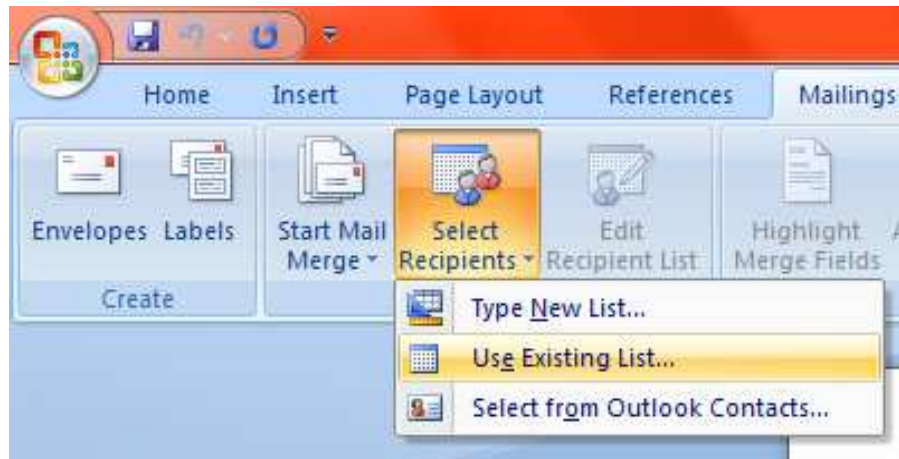 Home Insert Page Layout References Mailings
Envelopes Labels Start Mail Merge Select Recipients Edit Recipient List Highlight Merge Fields
Create
Type New List...
Use Existing List...
Select from Outlook Contacts...